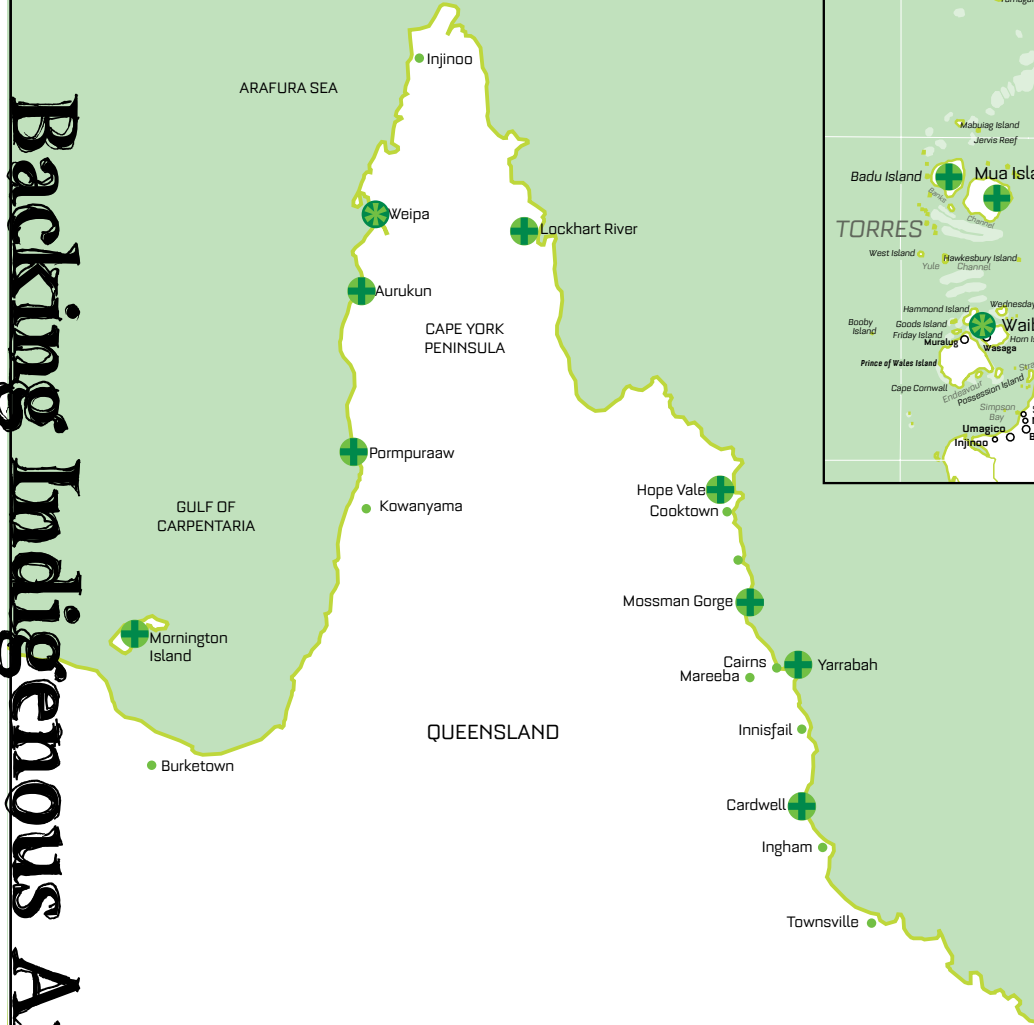 Backing Indigenous
ARAFURA SEA
Injinoo
Weipa
Lockhart River
Aurukun
CAPE YORK
PENINSULA
Pormpuraaw
Kowanyama
GULF OF
CARPENTARIA
Hope Vale
Cooktown
Mossman Gorge
Mornington
Island
Cairns
Mareeba
Yarrabah
QUEENSLAND
Innisfail
Burketown
Cardwell
Ingham
Townsville
Mabuiag Island
Jervis Reef
Badu Island
Mua Isla
Banks
Channel
TORRES
West Island
Hawkesbury Island
Yule
Channel
Hammond Island
Wednesday
Booby
Island
Goods Island
Friday Island
Waib
Horn Is
Muralug
Wasaga
Prince of Wales Island
Cape Cornwall
Endeavour
Stra
Possession Island
Simpson
Bay
Umagico
Injinoo